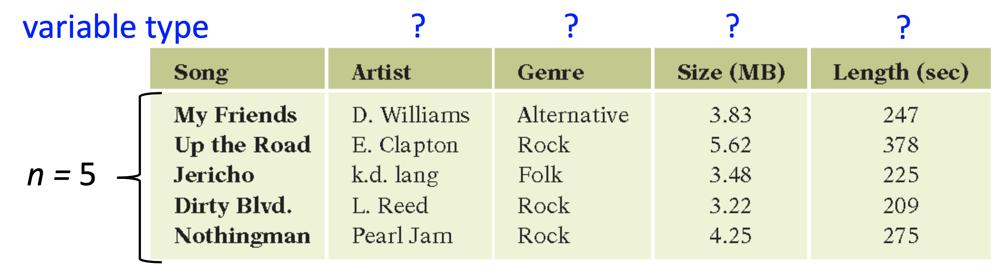 variable type ? ? ? ?
Song Artist Genre Size (MB) Length (sec)
My Friends D. Williams Alternative 3.83 247
Up the Road E. Clapton Rock 5.62 378
n = 5
Jericho k.d. lang Folk 3.48 225
Dirty Blvd. L. Reed Rock 3.22 209
Nothingman Pearl Jam Rock 4.25 275